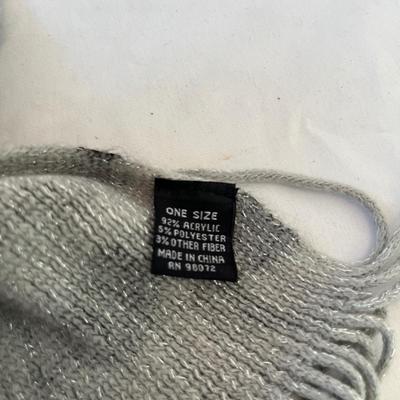 ONE SIZE
92% ACRYLIC
5% POLYESTER
3% OTHER FIBER
MADE IN CHINA
RN 98072